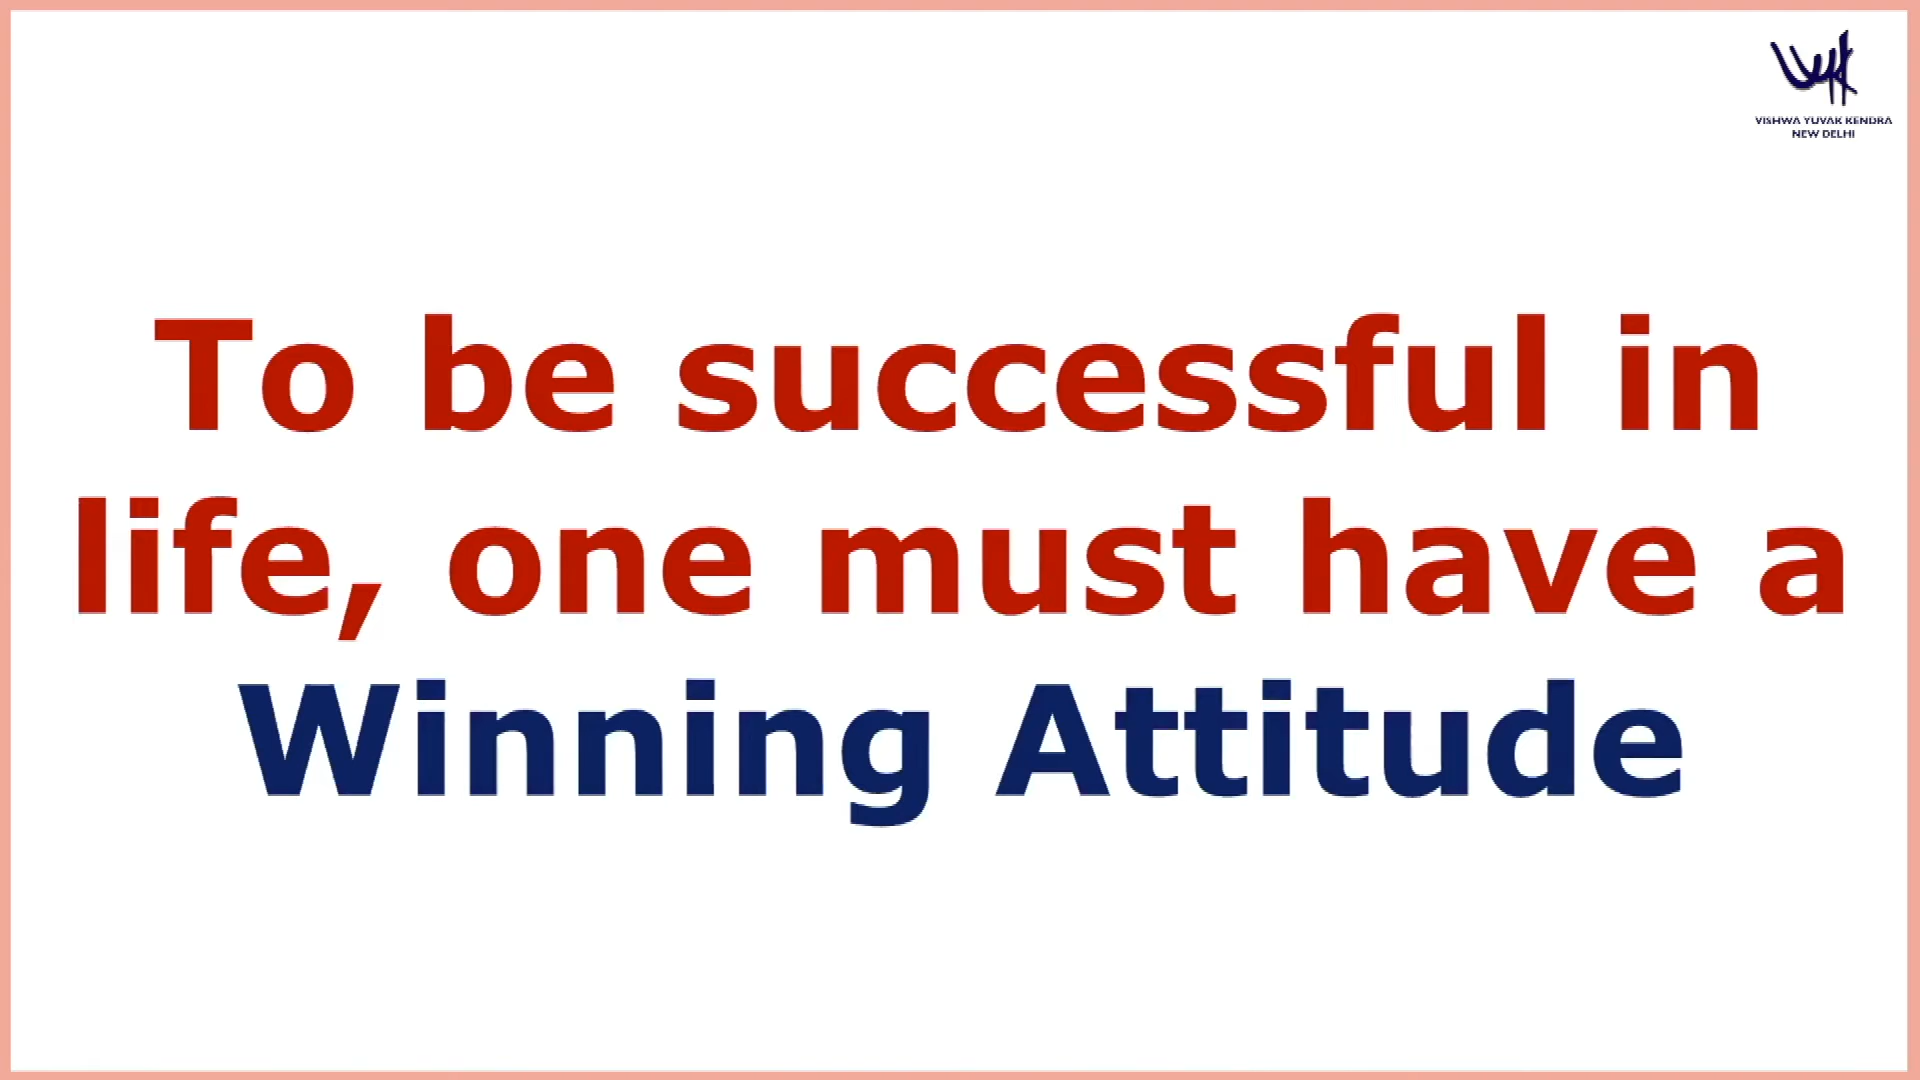 VISHWA YUVAK KENDRA
NEW DELHI
To be successful in
life, one must have a
Winning Attitude